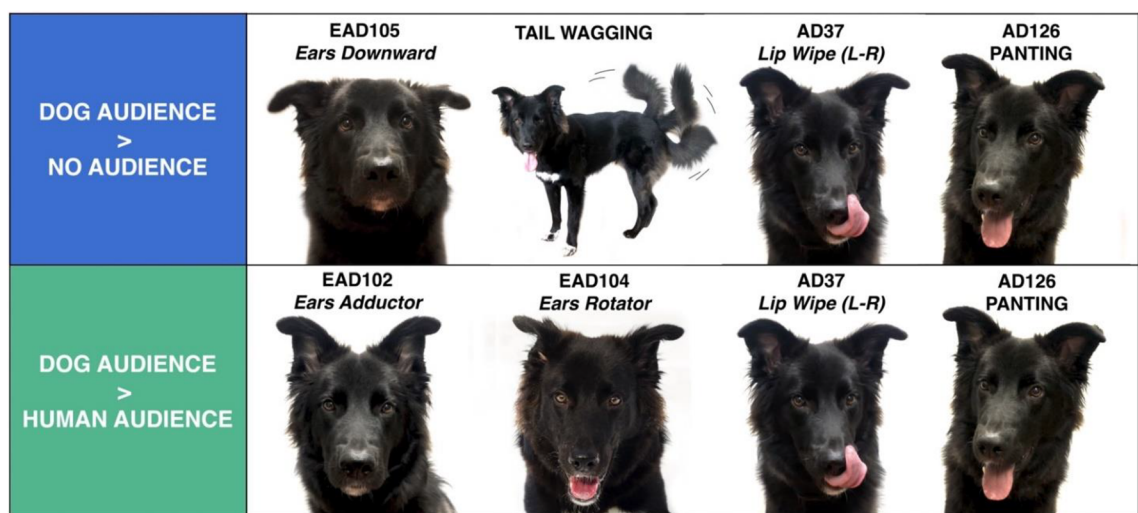 DOG AUDIENCE
>
NO AUDIENCE
EAD105
Ears Downward
TAIL WAGGING
AD37
Lip Wipe (L-R)
AD126
PANTING
DOG AUDIENCE
>
HUMAN AUDIENCE
EAD102
Ears Adductor
EAD104
Ears Rotator
AD37
Lip Wipe (L-R)
AD126
PANTING